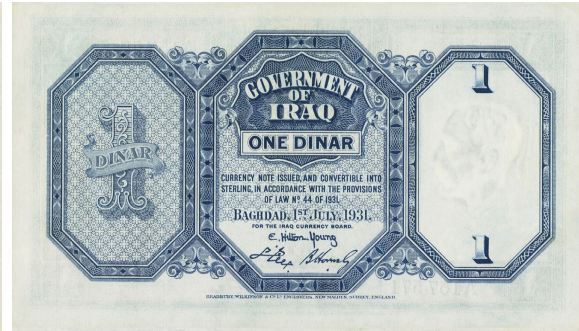 GOVERNMENT
OF
IRAQ
ONE DINAR
CURRENCY NOTE ISSUED, AND CONVERTIBLE INTO
STERLING, IN ACCORDANCE WITH THE PROVISIONS
OF LAW Nº 44 OF 1931.
BAGHDAD, 1ST JULY, 1931.
FOR THE IRAQ CURRENCY BOARD.
E. Hilton Young
1
DINAR
1
1
BRADBURY, WILKINSON & Cº Lᴰ ENGRAVERS, NEW MALDEN, SURREY, ENGLAND